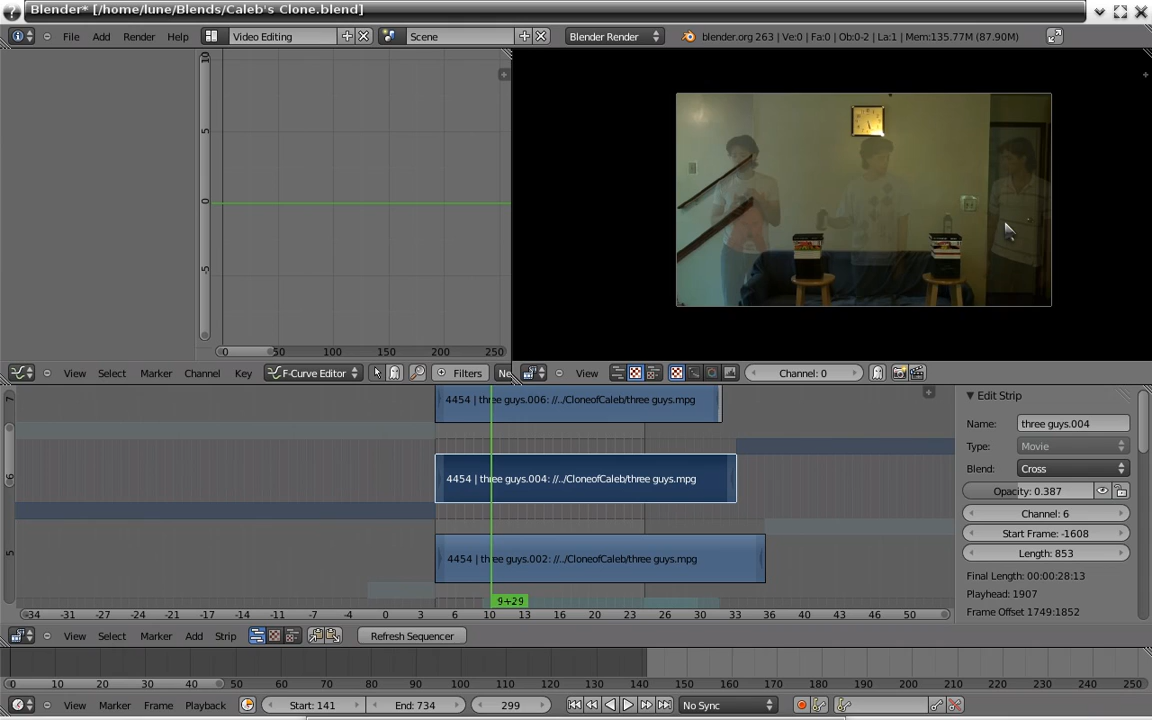 Blender* [/home/lune/Blends/Caleb's Clone.blend]
File Add Render Help Video Editing Scene Blender Render blender.org 263 | Ve:0 | Fa:0 | Ob:0-2 | La:1 | Mem:135.77M (87.90M)
10
5
0
-5
0 50 100 150 200 250
View Select Marker Channel Key F-Curve Editor Filters Ne View Channel: 0
7
4454 | three guys.006: //../CloneofCaleb/three guys.mpg
6
4454 | three guys.004: //../CloneofCaleb/three guys.mpg
5
4454 | three guys.002: //../CloneofCaleb/three guys.mpg
9+29
-34 -31 -27 -24 -21 -17 -14 -11 -7 -4 0 3 6 10 13 16 20 23 26 30 33 36 40 43 46 50
Edit Strip
Name: three guys.004
Type: Movie
Blend: Cross
Opacity: 0.387
Channel: 6
Start Frame: -1608
Length: 853
Final Length: 00:00:28:13
Playhead: 1907
Frame Offset 1749:1852
View Select Marker Add Strip Refresh Sequencer
0 10 20 30 40 50 60 70 80 90 100 110 120 130 140 150 160 170 180 190 200 210 220 230 240 250
View Marker Frame Playback Start: 141 End: 734 299 No Sync